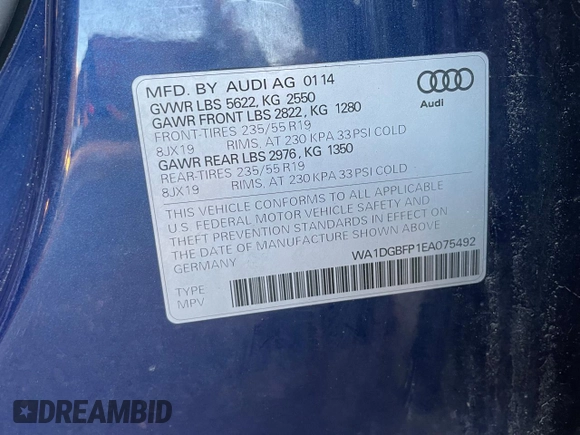 MFD. BY AUDI AG 01 14
GVWR LBS 5622, KG 2550
GAWR FRONT LBS 2822, KG 1280
FRONT-TIRES 235/55 R19
8JX19 RIMS, AT 230 KPA 33 PSI COLD
GAWR REAR LBS 2976, KG 1350
REAR-TIRES 235/55 R19
8JX19 RIMS, AT 230 KPA 33 PSI COLD
Audi
THIS VEHICLE CONFORMS TO ALL APPLICABLE
U.S. FEDERAL MOTOR VEHICLE SAFETY AND
THEFT PREVENTION STANDARDS IN EFFECT ON
THE DATE OF MANUFACTURE SHOWN ABOVE.
GERMANY
WA1DGBFP1EA075492
TYPE
MPV
DREAMBID